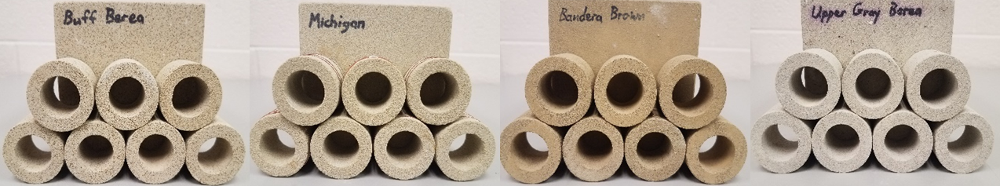 Buff Berea
Michigan
Bandera Brown
Upper Gray Berea